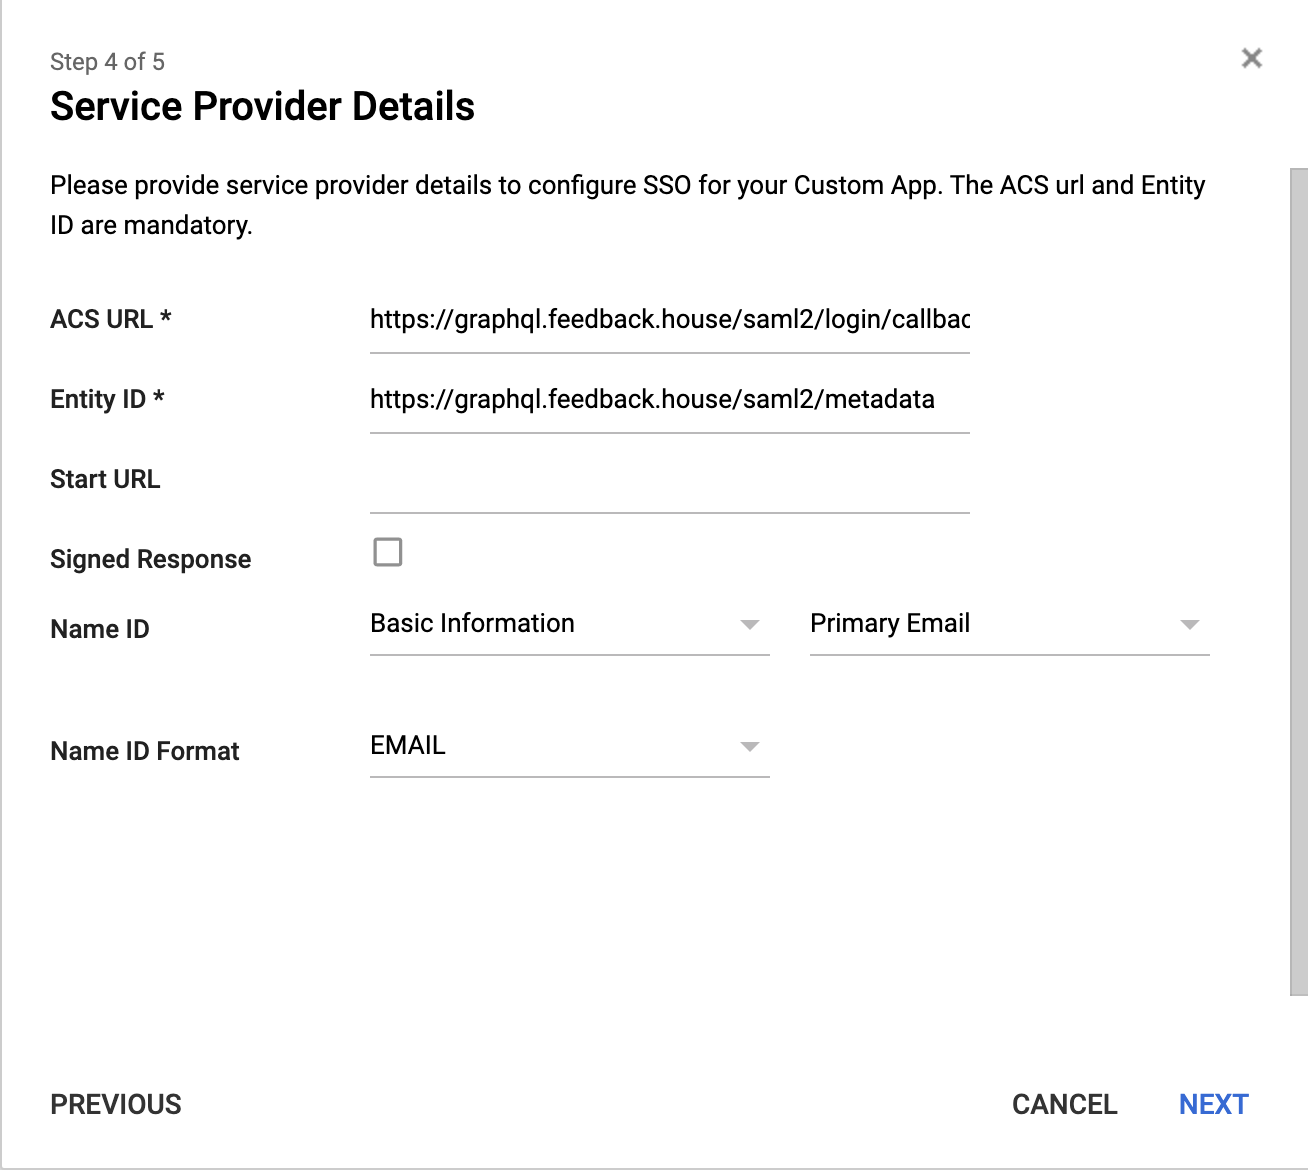 Step 4 of 5
Service Provider Details
Please provide service provider details to configure SSO for your Custom App. The ACS url and Entity
ID are mandatory.
ACS URL * https://graphql.feedback.house/saml2/login/callbac
Entity ID * https://graphql.feedback.house/saml2/metadata
Start URL
Signed Response
Name ID Basic Information Primary Email
Name ID Format EMAIL
PREVIOUS CANCEL NEXT